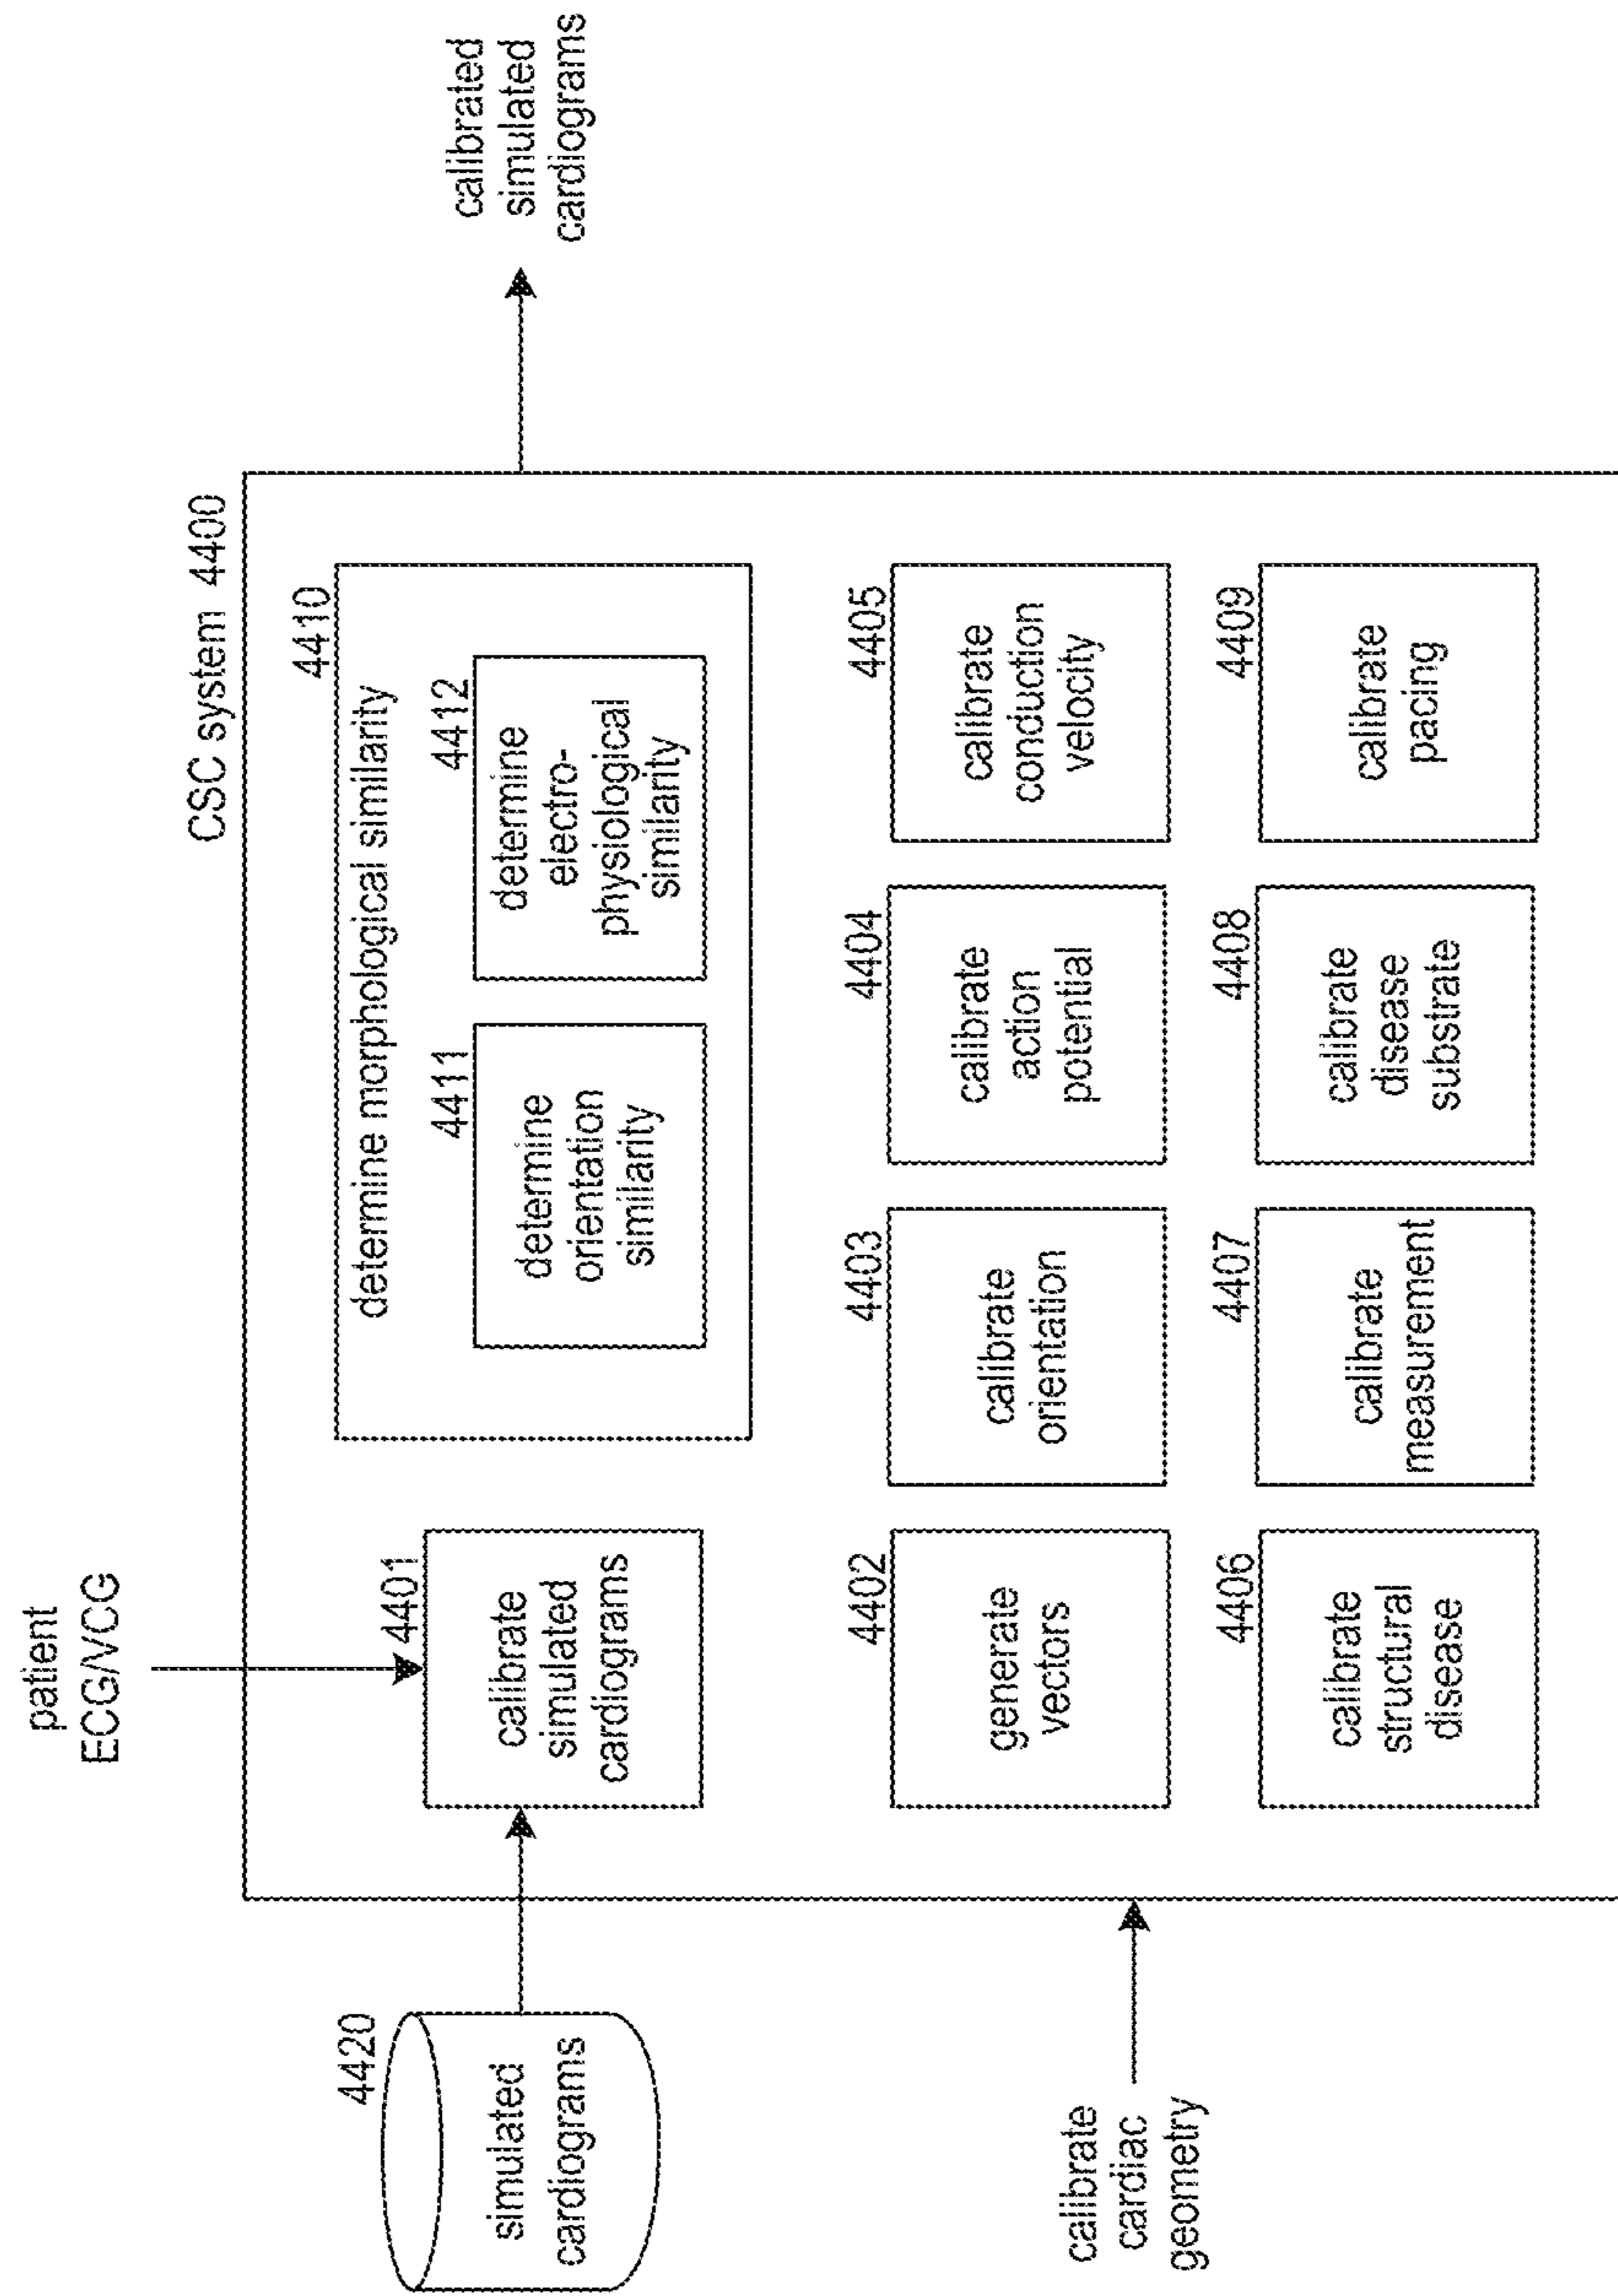 patient
ECG/VCG
CSC system 4400
4420
simulated
cardiograms
4401
calibrate
simulated
cardiograms
4410
determine morphological similarity
4411
determine
orientation
similarity
4412
determine
electro-
physiological
similarity
calibrated
simulated
cardiograms
4402
generate
vectors
4403
calibrate
orientation
4404
calibrate
action
potential
4405
calibrate
conduction
velocity
calibrate
cardiac
geometry
4406
calibrate
structural
disease
4407
calibrate
measurement
4408
calibrate
disease
substrate
4409
calibrate
pacing